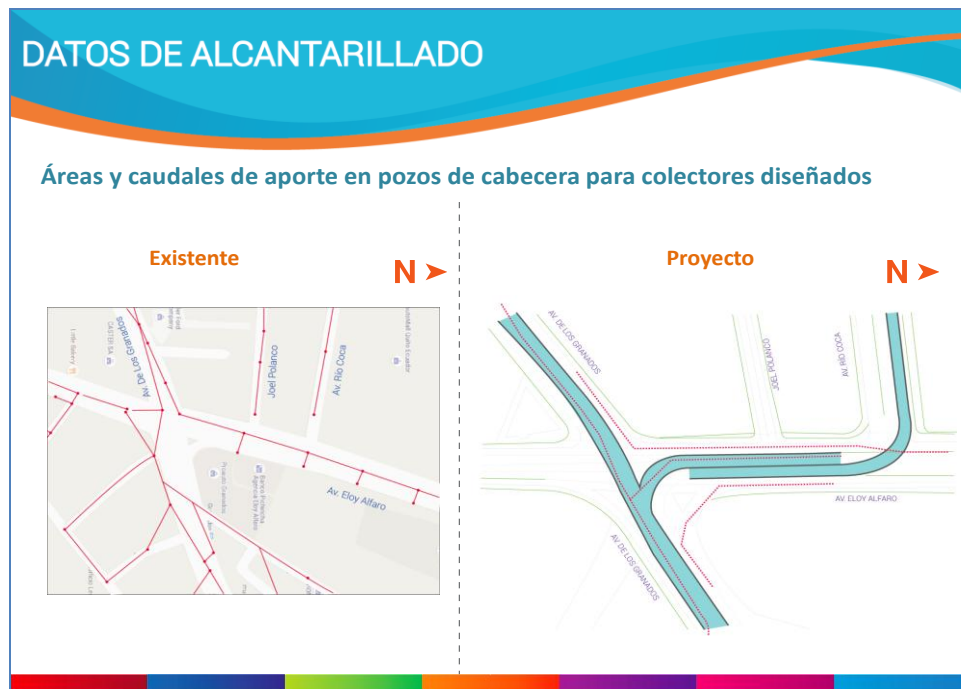 DATOS DE ALCANTARILLADO
Áreas y caudales de aporte en pozos de cabecera para colectores diseñados
Existente
N
Proyecto
N
Av. De Los Granados
Joel Polanco
Av. Río Coca
Av. Eloy Alfaro
AV. DE LOS GRANADOS
JOEL POLANCO
AV. RÍO COCA
AV. ELOY ALFARO
AV. DE LOS GRANADOS